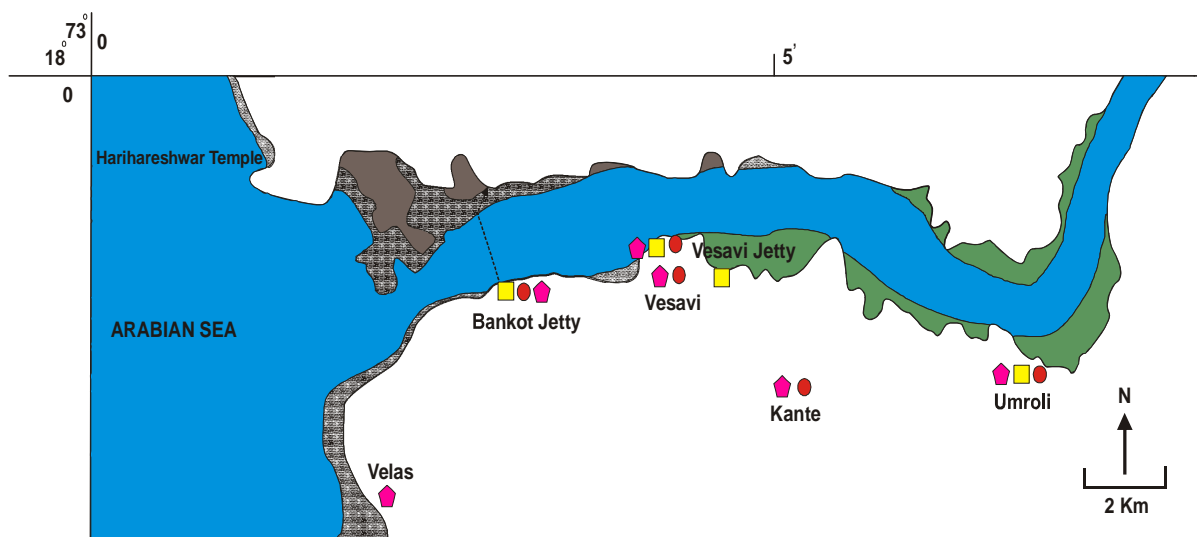 73° 0
18° 0
5'
Harihareshwar Temple
Vesavi Jetty
Vesavi
Bankot Jetty
ARABIAN SEA
Kante
Umroli
N
Velas
2 Km